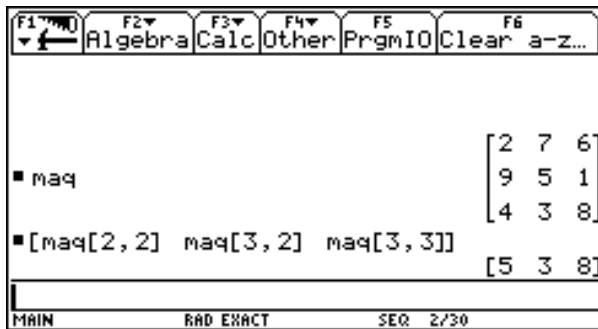 F1 F2▼ F3▼ F4▼ F5 F6
Algebra Calc Other PrgmIO Clear a-z…
[2 7 6]
■ maq [9 5 1]
[4 3 8]
■ [maq[2,2] maq[3,2] maq[3,3]]
[5 3 8]
MAIN RAD EXACT SEQ 2/30